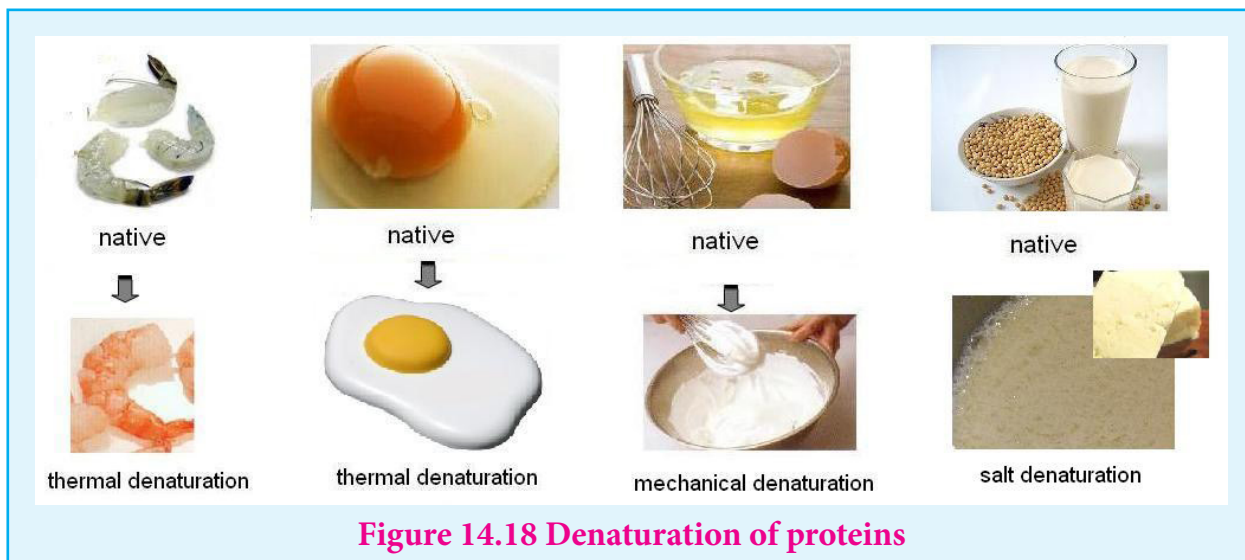 native
native
native
native
thermal denaturation
thermal denaturation
mechanical denaturation
salt denaturation
Figure 14.18 Denaturation of proteins